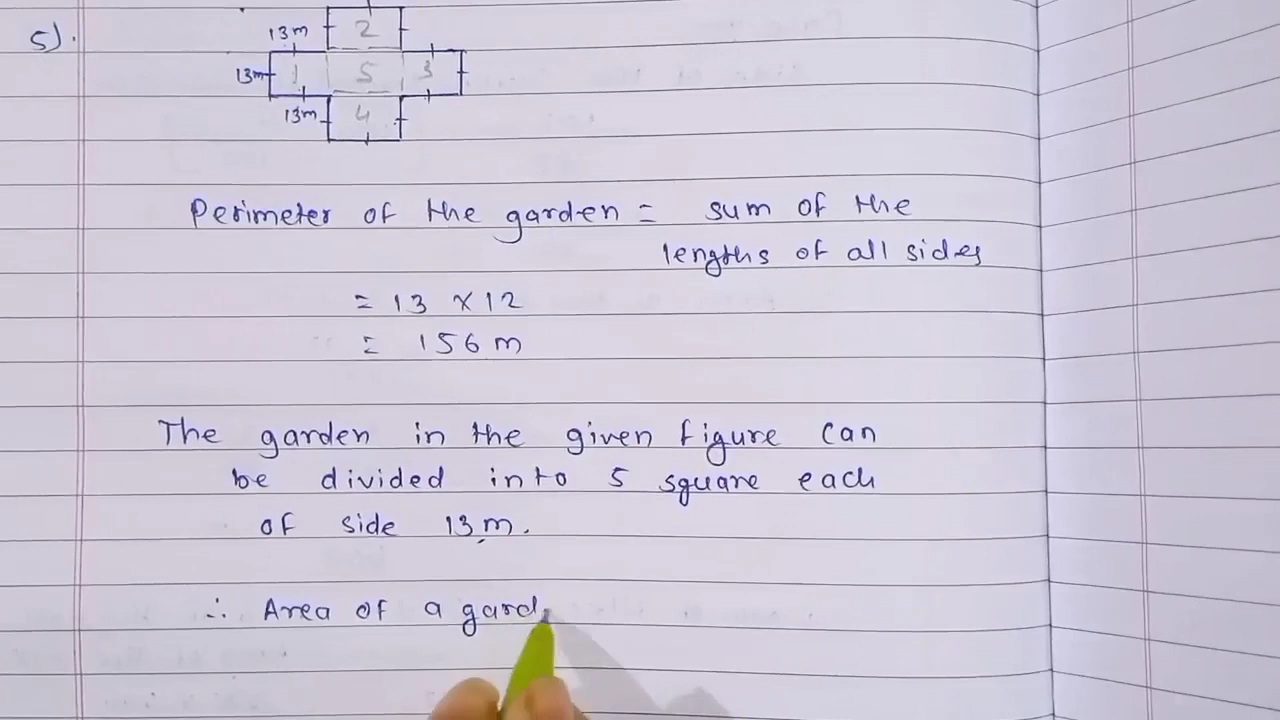 5).
13m 2
13m 1 5 3
13m 4
Perimeter of the garden = sum of the
lengths of all sides
= 13 x 12
= 156 m
The garden in the given figure can
be divided into 5 square each
of side 13m.
∴ Area of a gard